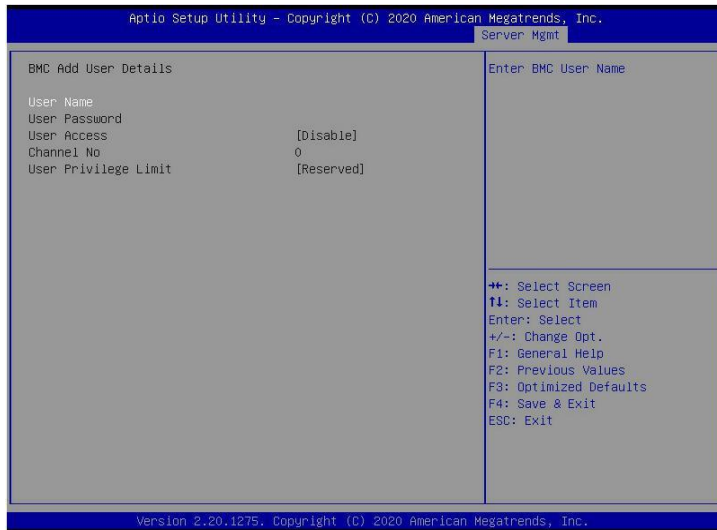 Aptio Setup Utility – Copyright (C) 2020 American Megatrends, Inc.
Server Mgmt
BMC Add User Details
User Name
User Password
User Access [Disable]
Channel No 0
User Privilege Limit [Reserved]
Enter BMC User Name
→←: Select Screen
↑↓: Select Item
Enter: Select
+/-: Change Opt.
F1: General Help
F2: Previous Values
F3: Optimized Defaults
F4: Save & Exit
ESC: Exit
Version 2.20.1275. Copyright (C) 2020 American Megatrends, Inc.